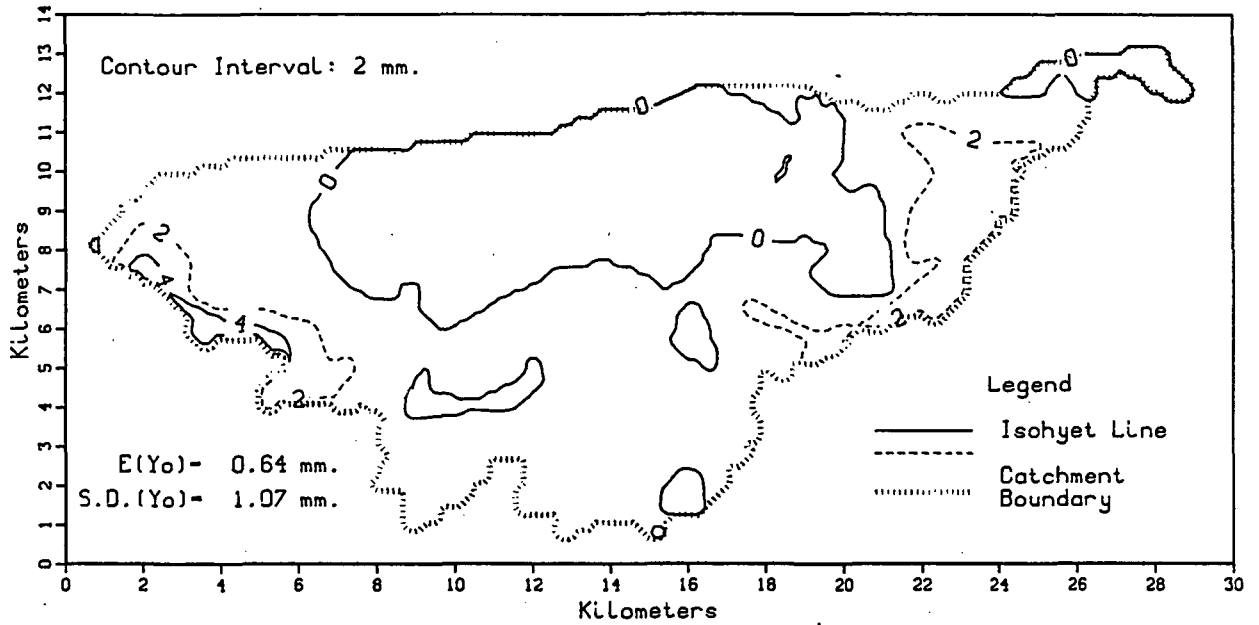 14
13
12
11
10
9
8
7
6
5
4
3
2
1
0
Kilometers
Contour Interval: 2 mm.
0
0
0
2
0
2
4
0
4
2
2
Legend
Isohyet Line
Catchment
Boundary
E(Yo)- 0.64 mm.
S.D.(Yo)- 1.07 mm.
0 2 4 6 8 10 12 14 16 18 20 22 24 26 28 30
Kilometers